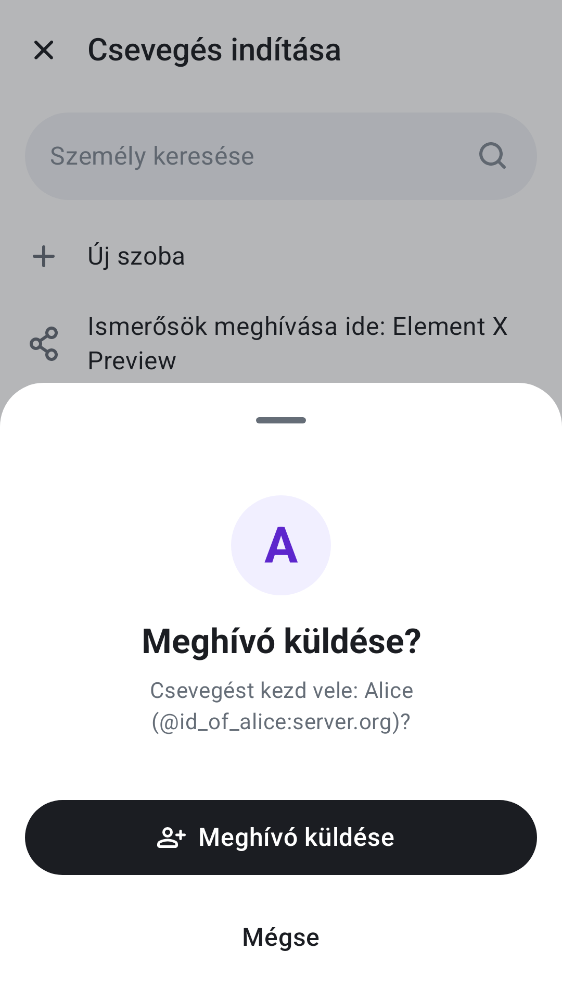 Csevegés indítása
Személy keresése
Új szoba
Ismerősök meghívása ide: Element X
Preview
A
Meghívó küldése?
Csevegést kezd vele: Alice
(@id_of_alice:server.org)?
Meghívó küldése
Mégse